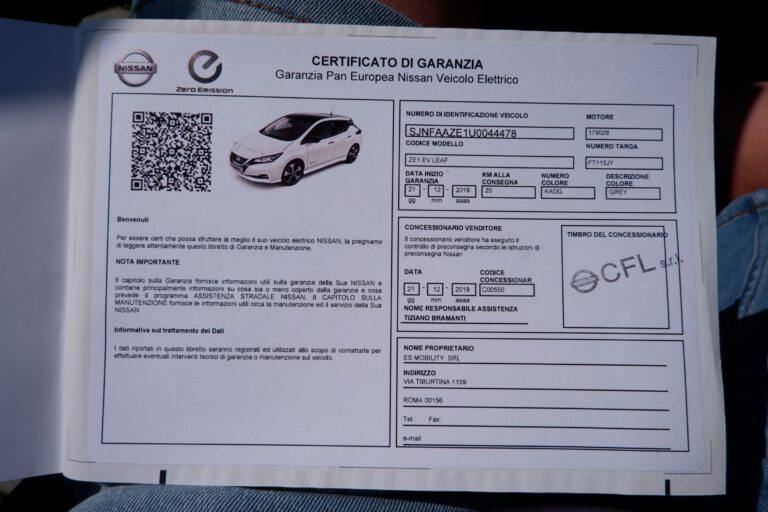 CERTIFICATO DI GARANZIA
Garanzia Pan Europea Nissan Veicolo Elettrico
NISSAN
Zero Emission
Benvenuti
Per essere certi che possa sfruttare al meglio il suo veicolo elettrico NISSAN, la preghiamo
di leggere attentamente questo libretto di Garanzia e Manutenzione.
NOTA IMPORTANTE
Il capitolo sulla Garanzia fornisce informazioni utili sulla garanzia della Sua NISSAN e
contiene principalmente informazioni su cosa sia o meno coperto dalla garanzia e cosa
prevede il programma ASSISTENZA STRADALE NISSAN. Il CAPITOLO SULLA
MANUTENZIONE fornisce le informazioni utili circa la manutenzione ed il servizio della Sua
NISSAN
Informativa sul trattamento dei Dati
I dati riportati in questo libretto saranno registrati ed utilizzati allo scopo di contattarla per
effettuare eventuali interventi tecnici di garanzia o manutenzione sul veicolo.
NUMERO DI IDENTIFICAZIONE VEICOLO
MOTORE
SJNFAAZE1U0044478
179029
CODICE MODELLO
NUMERO TARGA
ZE1 EV LEAF
FT115JY
DATA INIZIO GARANZIA
KM ALLA CONSEGNA
NUMERO COLORE
DESCRIZIONE COLORE
21 - 12 - 2018
20
KADG
GREY
gg mm aaaa
CONCESSIONARIO VENDITORE
TIMBRO DEL CONCESSIONARIO
Il concessionario venditore ha eseguito il
controllo di preconsegna secondo le istruzioni di
preconsegna Nissan
CFL s.r.l.
DATA
CODICE CONCESSIONAR
21 - 12 - 2018
C00550
gg mm aaaa
NOME RESPONSABILE ASSISTENZA
TIZIANO BRAMANTI
NOME PROPRIETARIO
ES MOBILITY SRL
INDIRIZZO
VIA TIBURTINA 1159
ROMA 00156
Tel.: Fax:
e-mail: